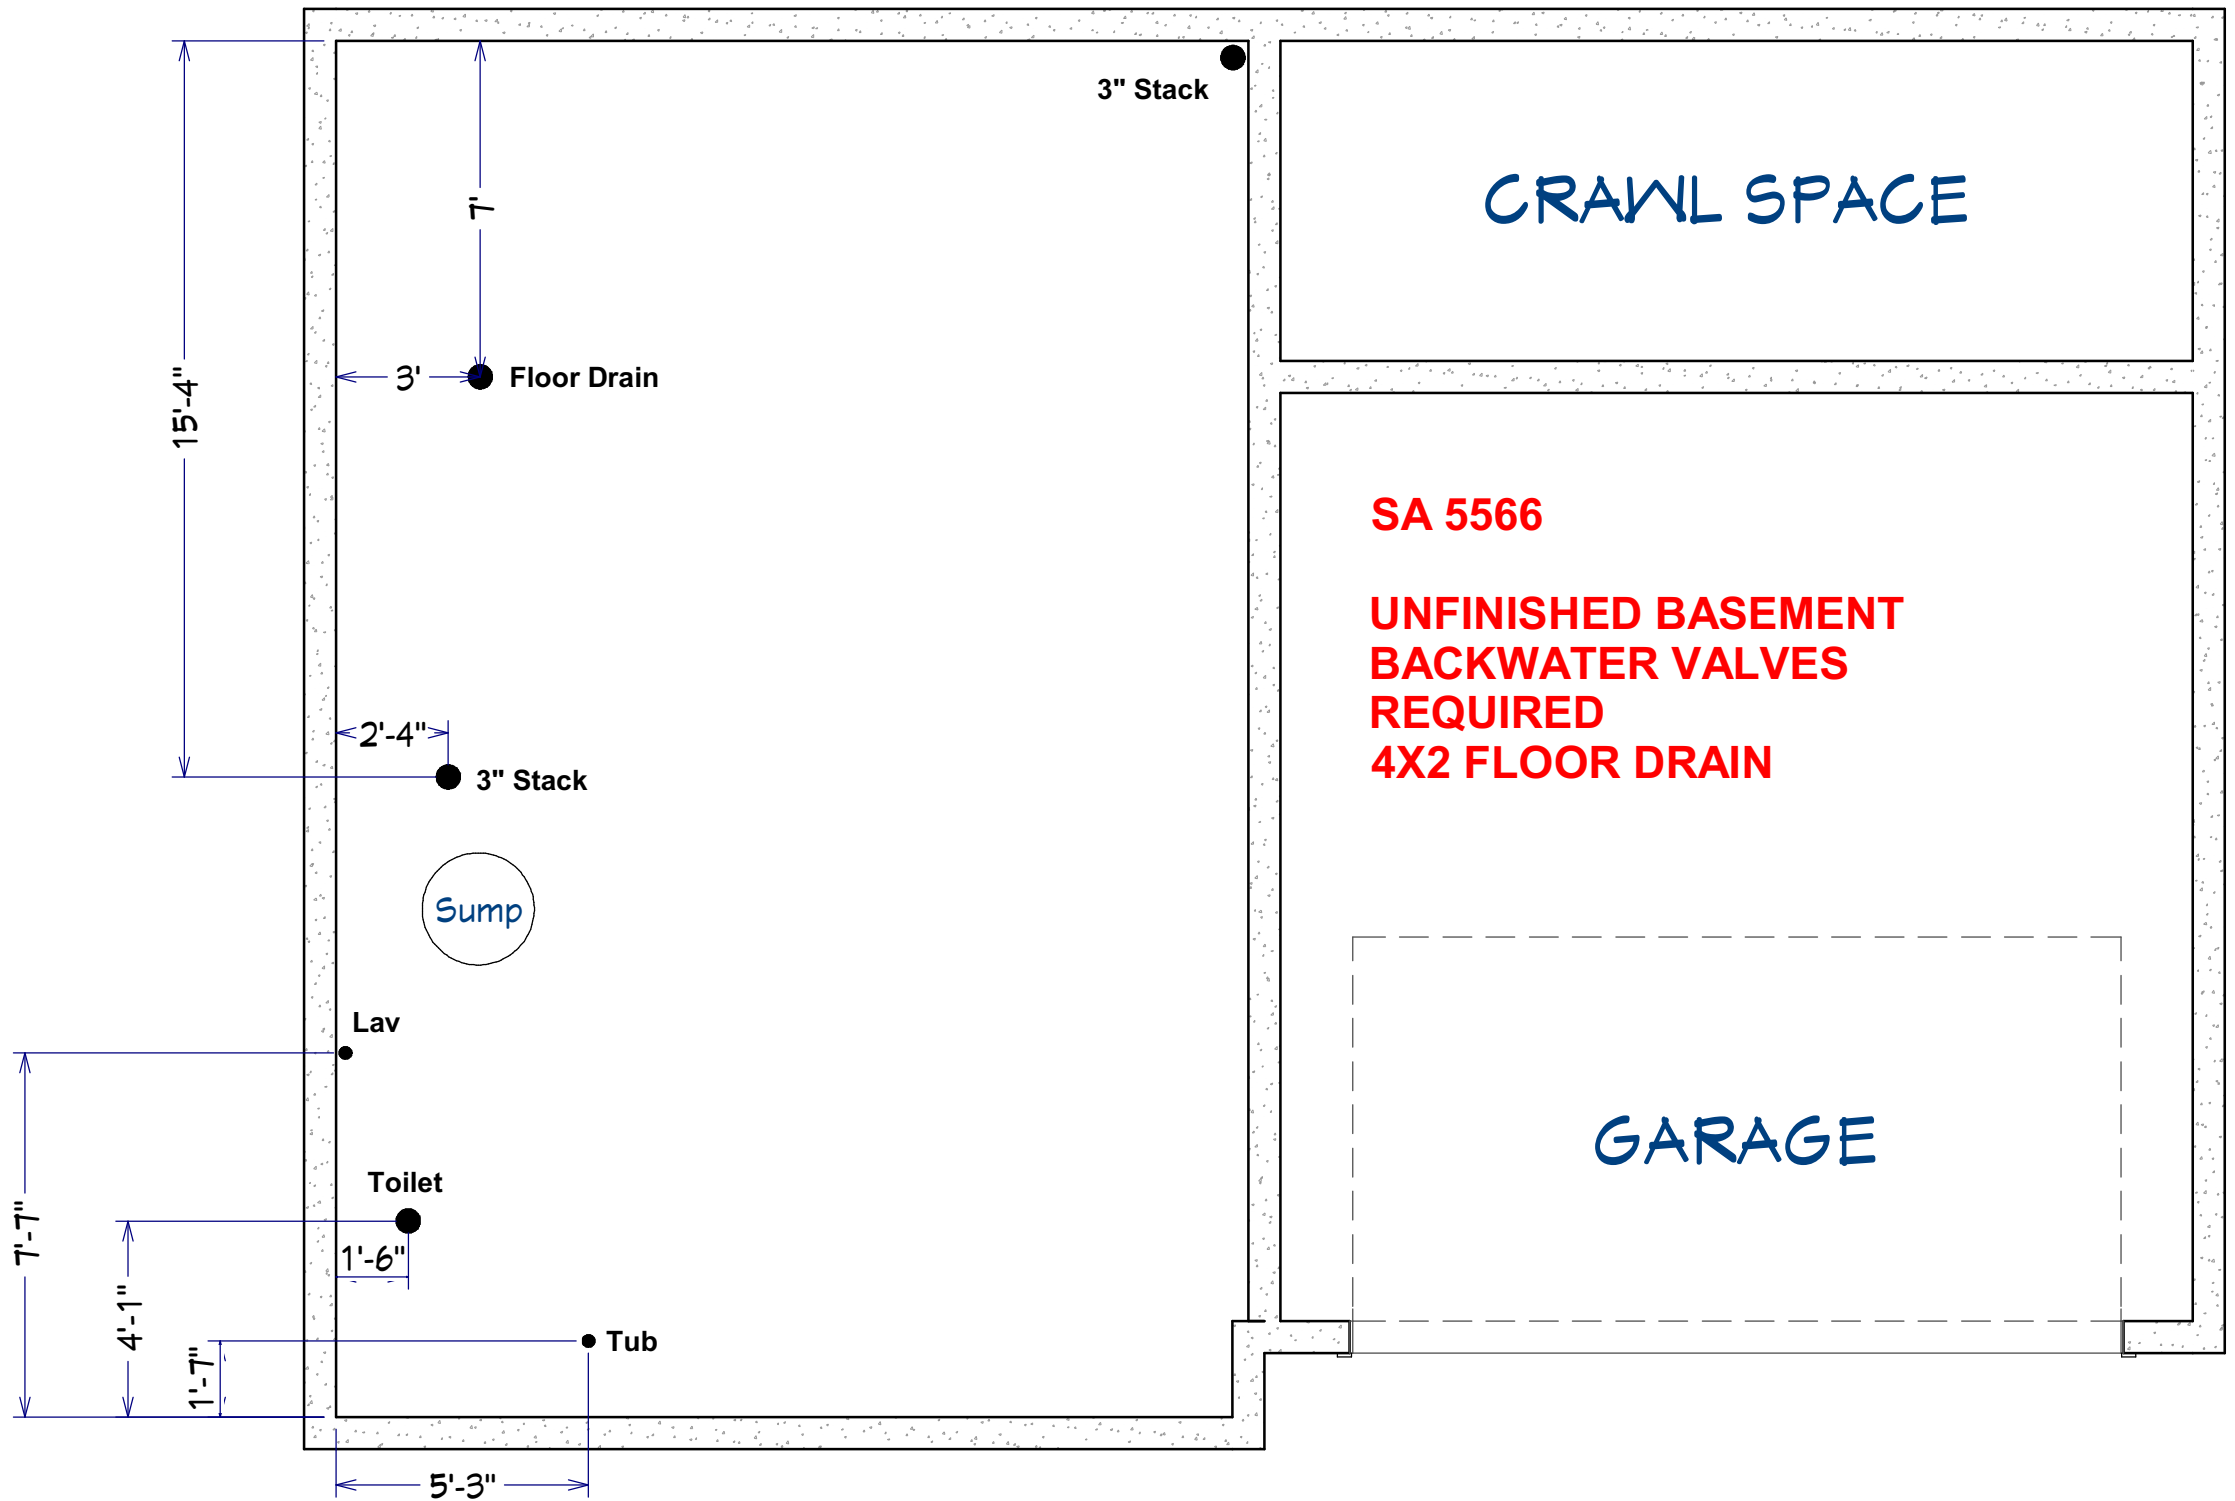 3" Stack
CRAWL SPACE
7'
3'
Floor Drain
15'-4"
SA 5566
UNFINISHED BASEMENT
BACKWATER VALVES
REQUIRED
4X2 FLOOR DRAIN
2'-4"
3" Stack
Sump
Lav
GARAGE
Toilet
7'-7"
1'-6"
4'-1"
Tub
1'-7"
5'-3"